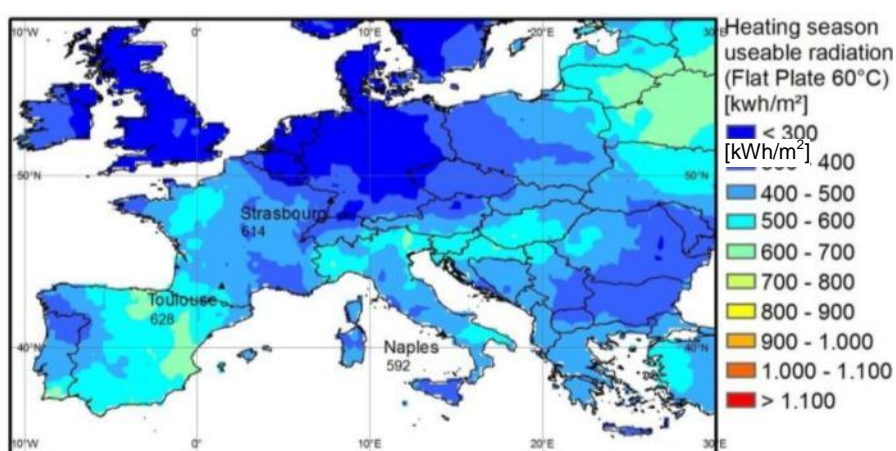 10°W
0°
10°E
20°E
30°E
Heating season
useable radiation
(Flat Plate 60°C)
[kwh/m²]
< 300
[kWh/m²]
400
400 - 500
500 - 600
600 - 700
700 - 800
800 - 900
900 - 1.000
1.000 - 1.100
> 1.100
50°N
50°N
Strasbourg
614
Toulouse
628
Naples
592
40°N
40°N
10°W
0°
10°E
20°E
30°E